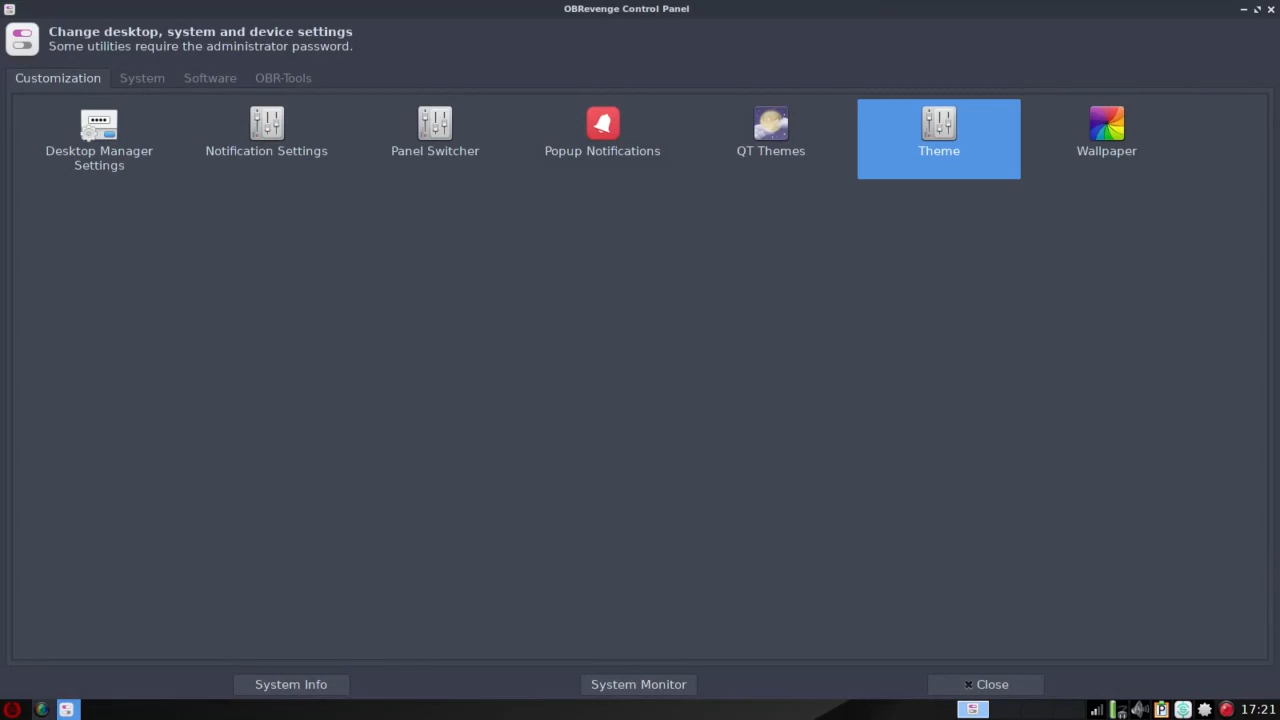 OBRevenge Control Panel
Change desktop, system and device settings
Some utilities require the administrator password.
Customization System Software OBR-Tools
Desktop Manager Settings
Notification Settings
Panel Switcher
Popup Notifications
QT Themes
Theme
Wallpaper
System Info
System Monitor
Close
17:21